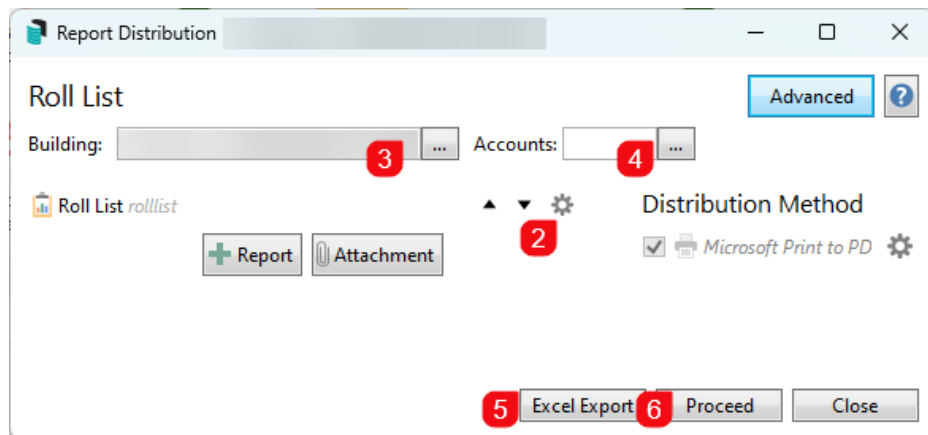 Report Distribution
Roll List
Advanced
Building: ... Accounts: ...
3 4
Roll List rolllist
Distribution Method
2
Report Attachment
Microsoft Print to PD
5 Excel Export 6 Proceed Close